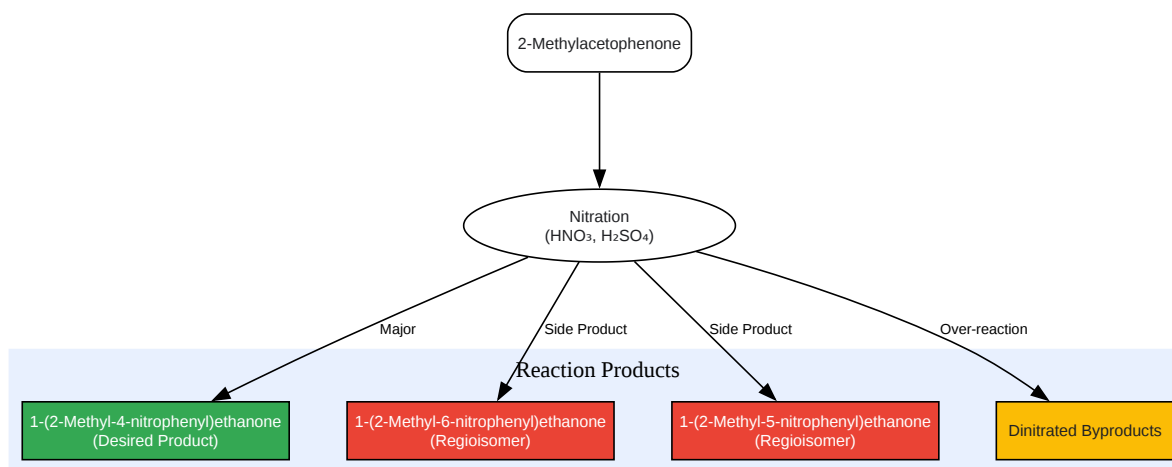 2-Methylacetophenone
Nitration
(HNO₃, H₂SO₄)
Major
Side Product
Side Product
Over-reaction
Reaction Products
1-(2-Methyl-4-nitrophenyl)ethanone
(Desired Product)
1-(2-Methyl-6-nitrophenyl)ethanone
(Regioisomer)
1-(2-Methyl-5-nitrophenyl)ethanone
(Regioisomer)
Dinitrated Byproducts